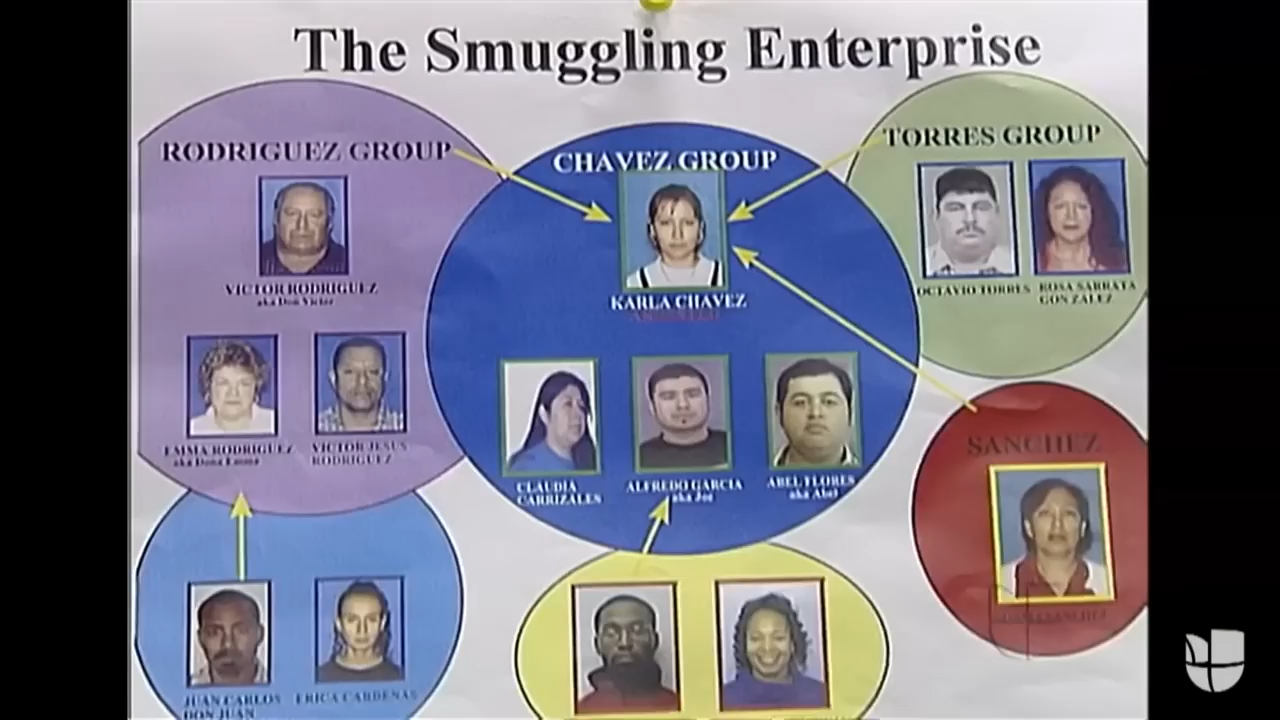 The Smuggling Enterprise
RODRIGUEZ GROUP
CHAVEZ GROUP
TORRES GROUP
VICTOR RODRIGUEZ
aka Don Victor
KARLA CHAVEZ
OCTAVIO TORRES
ROSA SARRATA
GONZALEZ
EMMA RODRIGUEZ
aka Dona Emma
VICTOR JESUS
RODRIGUEZ
CLAUDIA
CARRIZALES
ALFREDO GARCIA
aka Joe
ABEL FLORES
aka Abel
SANCHEZ
JUAN CARLOS
DON JUAN
ERICA CARDENAS